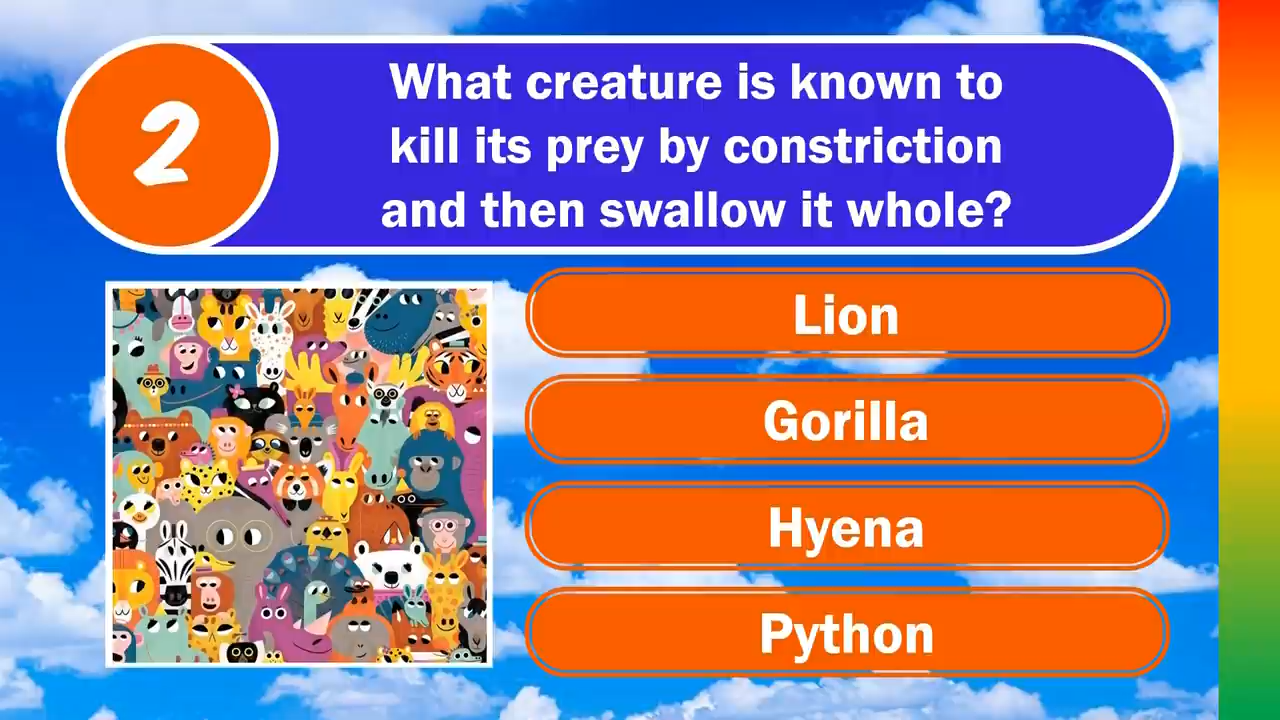 2
What creature is known to
kill its prey by constriction
and then swallow it whole?
Lion
Gorilla
Hyena
Python